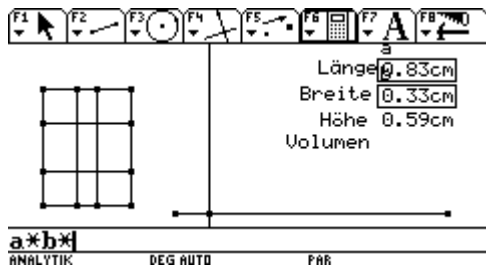 F1 F2 F3 F4 F5 F6 F7 A F8
a
Länge 0.83cm
Breite 0.33cm
Höhe 0.59cm
Volumen
a*b*
ANALYTIK DEG AUTO PAR